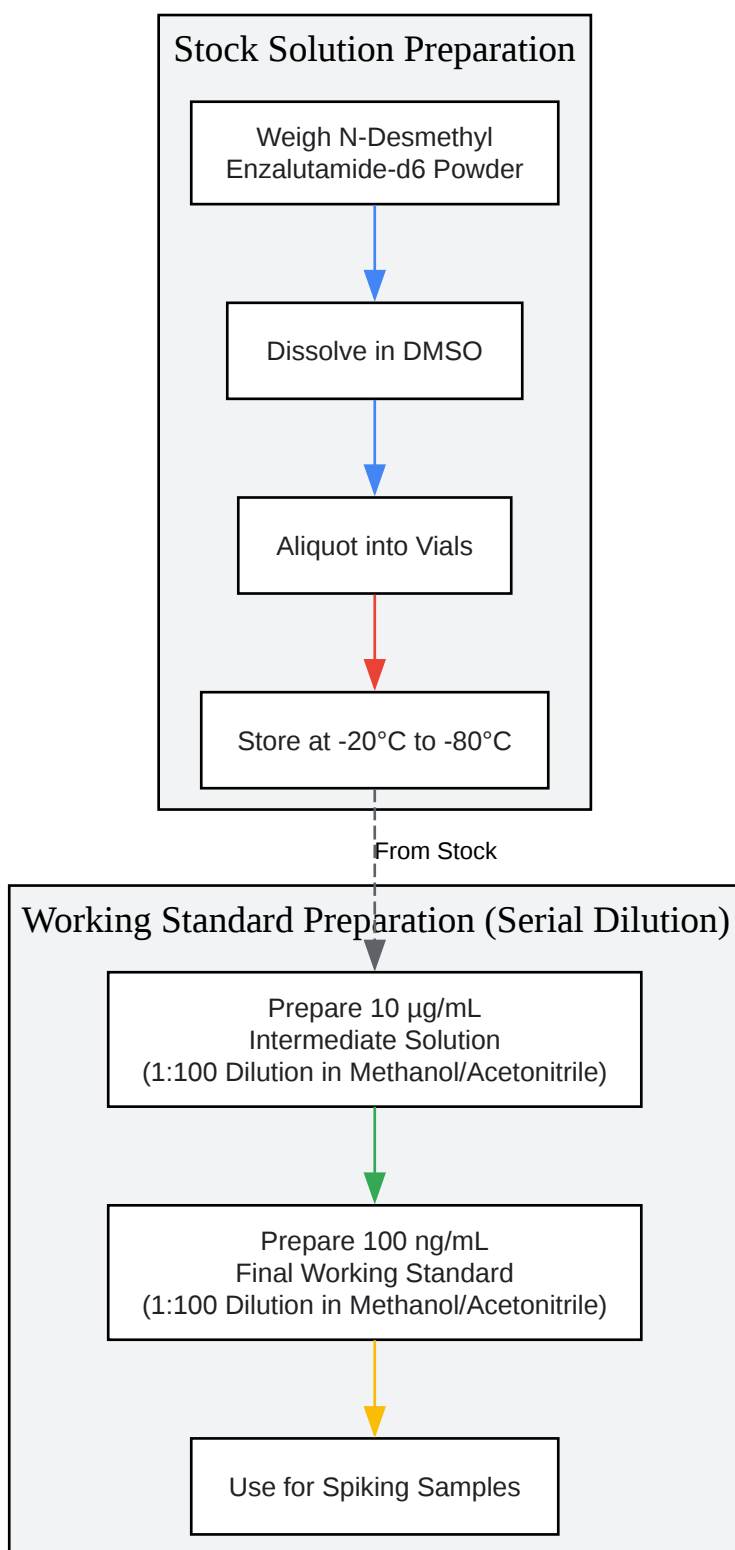 Stock Solution Preparation
Weigh N-Desmethyl
Enzalutamide-d6 Powder
Dissolve in DMSO
Aliquot into Vials
Store at -20°C to -80°C
From Stock
Working Standard Preparation (Serial Dilution)
Prepare 10 µg/mL
Intermediate Solution
(1:100 Dilution in Methanol/Acetonitrile)
Prepare 100 ng/mL
Final Working Standard
(1:100 Dilution in Methanol/Acetonitrile)
Use for Spiking Samples